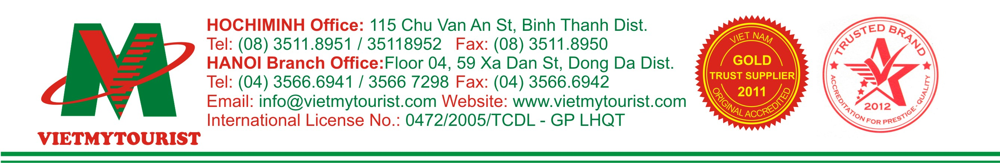 HOCHIMINH Office: 115 Chu Van An St, Binh Thanh Dist.
Tel: (08) 3511.8951 / 35118952 Fax: (08) 3511.8950
HANOI Branch Office:Floor 04, 59 Xa Dan St, Dong Da Dist.
Tel: (04) 3566.6941 / 3566 7298 Fax: (04) 3566.6942
Email: info@vietmytourist.com Website: www.vietmytourist.com
International License No.: 0472/2005/TCDL - GP LHQT
VIETMYTOURIST
VIET NAM
GOLD
TRUST SUPPLIER
2011
ORIGINAL ACCREDITED
TRUSTED BRAND
2012
ACCREDITATION FOR PRESTIGE - QUALITY